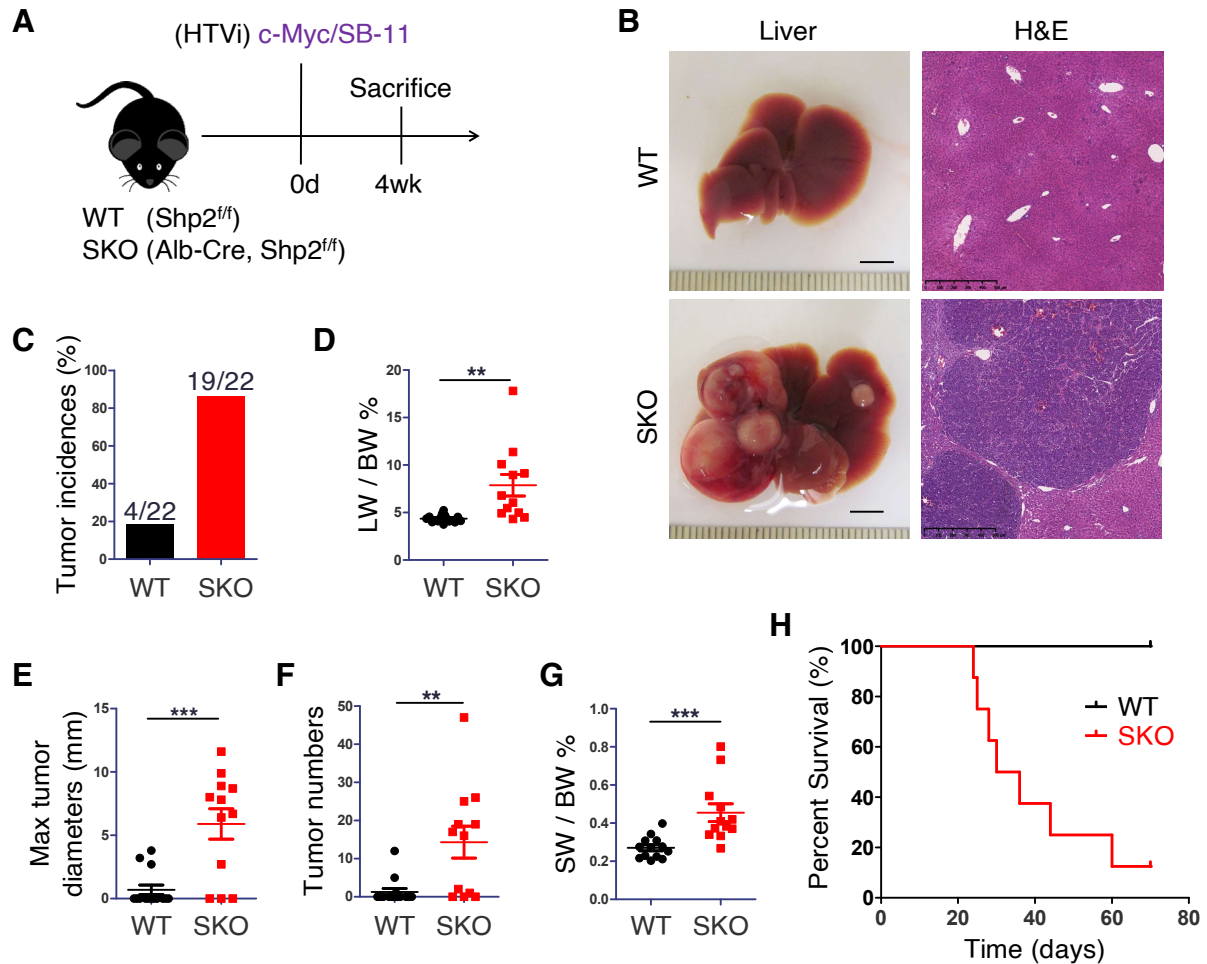 A
(HTVi) c-Myc/SB-11
Sacrifice
0d
4wk
WT (Shp2f/f)
SKO (Alb-Cre, Shp2f/f)
B
Liver
H&E
WT
SKO
C
Tumor incidences (%)
100
80
60
40
20
0
4/22
19/22
WT
SKO
D
LW / BW %
20
15
10
5
0
**
WT
SKO
E
Max tumor
diameters (mm)
15
10
5
0
***
WT
SKO
F
Tumor numbers
50
40
30
20
10
0
**
WT
SKO
G
SW / BW %
1.0
0.8
0.6
0.4
0.2
0.0
***
WT
SKO
H
Percent Survival (%)
100
80
60
40
20
0
0
20
40
60
80
Time (days)
WT
SKO